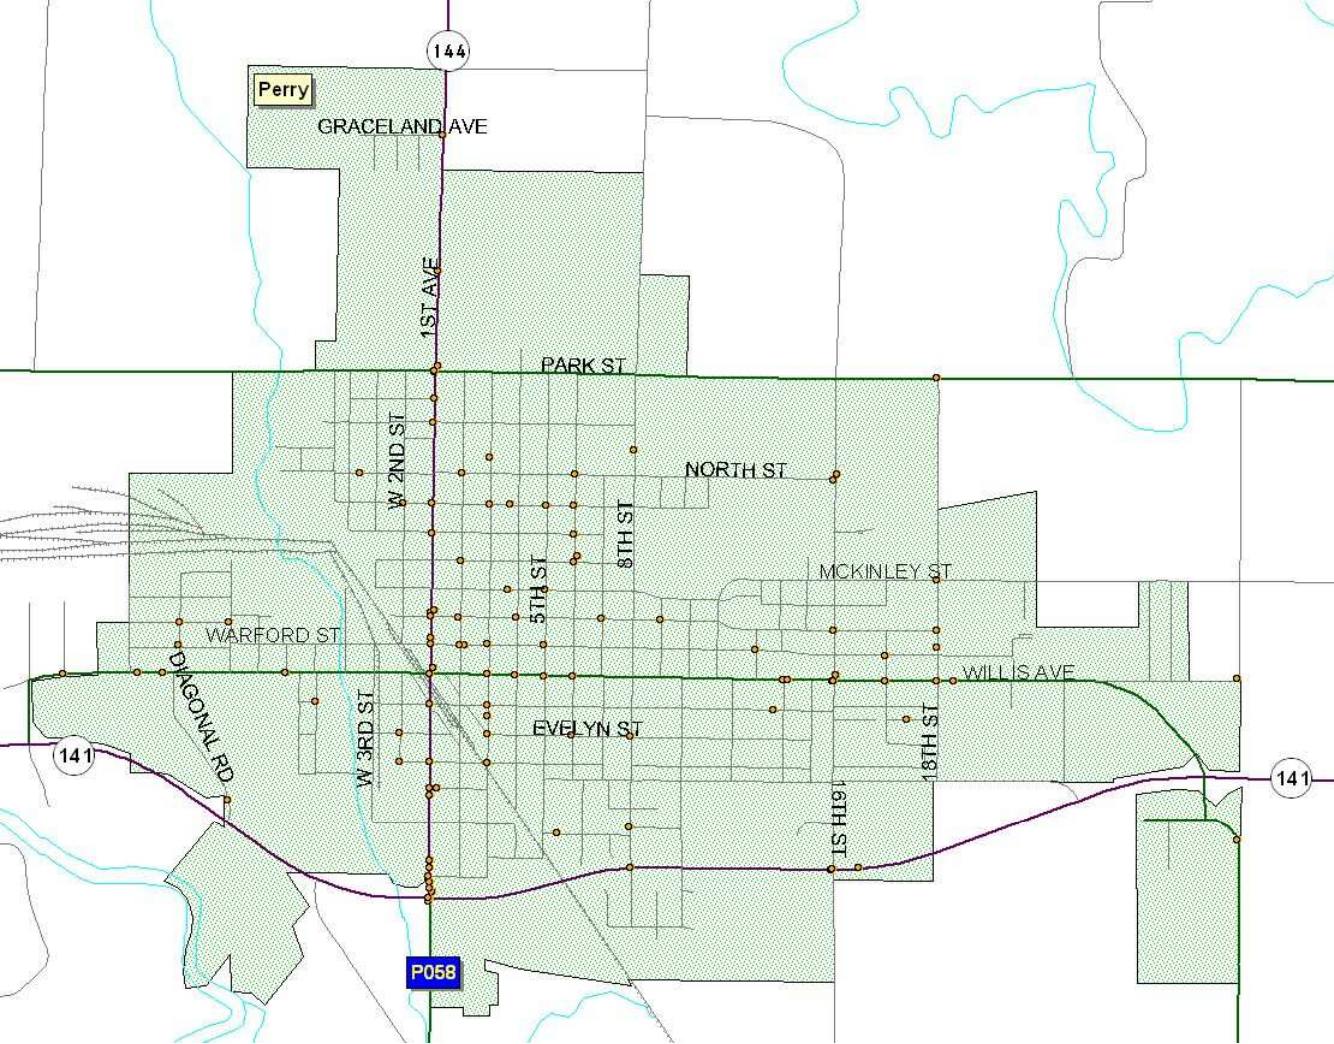 144
Perry
GRACELAND AVE
1ST AVE
PARK ST
W 2ND ST
NORTH ST
8TH ST
5TH ST
MCKINLEY ST
WARFORD ST
DIAGONAL RD
WILLIS AVE
W 3RD ST
EVELYN ST
18TH ST
141
141
16TH ST
P058